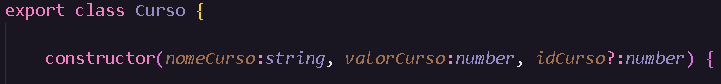 export class Curso {
constructor(nomeCurso:string, valorCurso:number, idCurso?:number) {